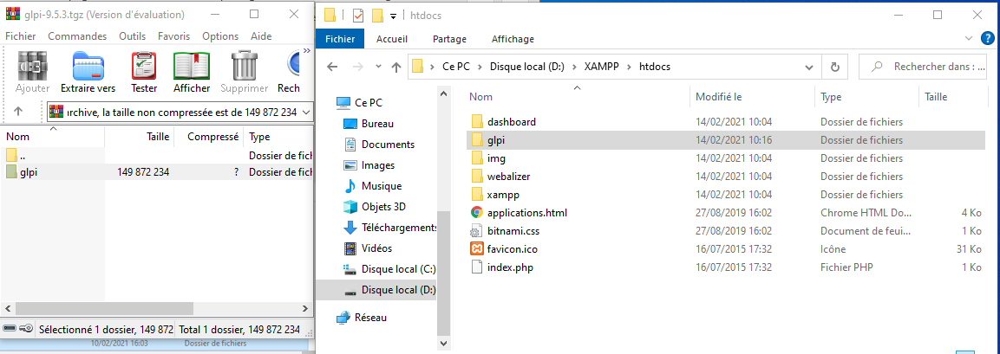 glpi-9.5.3.tgz (Version d'évaluation)
Fichier Commandes Outils Favoris Options Aide
Ajouter Extraire vers Tester Afficher Supprimer Rech
archive, la taille non compressée est de 149 872 234
Nom Taille Compressé Type
.. Dossier de fich
glpi 149 872 234 ? Dossier de fich
Sélectionné 1 dossier, 149 872 Total 1 dossier, 149 872 234
10/02/2021 16:03 Dossier de fichiers
htdocs
Fichier Accueil Partage Affichage
Ce PC > Disque local (D:) > XAMPP > htdocs
Rechercher dans : ...
Ce PC
Bureau
Documents
Images
Musique
Objets 3D
Téléchargements
Vidéos
Disque local (C:)
Disque local (D:)
Réseau
Nom Modifié le Type Taille
dashboard 14/02/2021 10:04 Dossier de fichiers
glpi 14/02/2021 10:16 Dossier de fichiers
img 14/02/2021 10:04 Dossier de fichiers
webalizer 14/02/2021 10:04 Dossier de fichiers
xampp 14/02/2021 10:04 Dossier de fichiers
applications.html 27/08/2019 16:02 Chrome HTML Do... 4 Ko
bitnami.css 27/08/2019 16:02 Document de feui... 1 Ko
favicon.ico 16/07/2015 17:32 Icône 31 Ko
index.php 16/07/2015 17:32 Fichier PHP 1 Ko